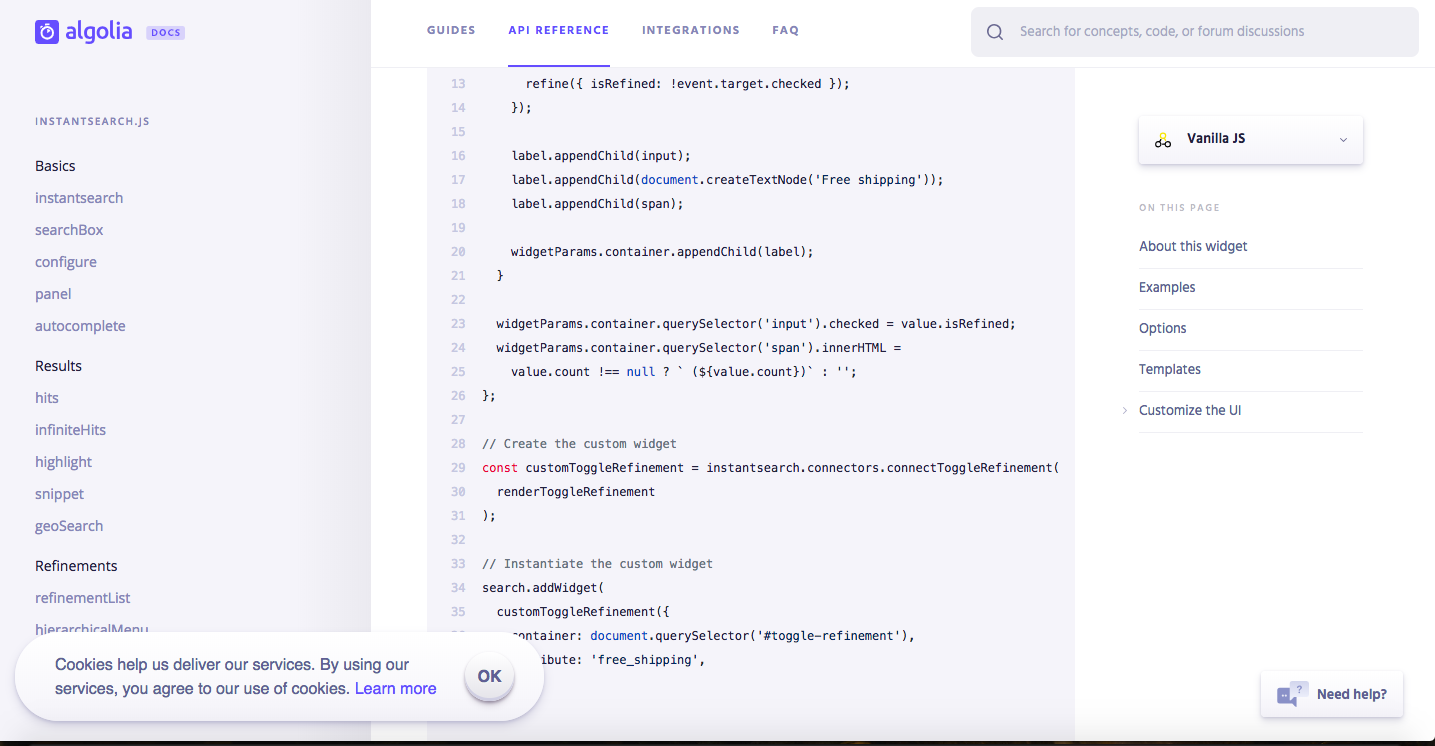 algolia DOCS
GUIDES API REFERENCE INTEGRATIONS FAQ
Search for concepts, code, or forum discussions
INSTANTSEARCH.JS
Basics
instantsearch
searchBox
configure
panel
autocomplete
Results
hits
infiniteHits
highlight
snippet
geoSearch
Refinements
refinementList
hierarchicalMenu
13 refine({ isRefined: !event.target.checked });
14 });
15
16 label.appendChild(input);
17 label.appendChild(document.createTextNode('Free shipping'));
18 label.appendChild(span);
19
20 widgetParams.container.appendChild(label);
21 }
22
23 widgetParams.container.querySelector('input').checked = value.isRefined;
24 widgetParams.container.querySelector('span').innerHTML =
25 value.count !== null ? ` (${value.count})` : '';
26 };
27
28 // Create the custom widget
29 const customToggleRefinement = instantsearch.connectors.connectToggleRefinement(
30 renderToggleRefinement
31 );
32
33 // Instantiate the custom widget
34 search.addWidget(
35 customToggleRefinement({
container: document.querySelector('#toggle-refinement'),
ibute: 'free_shipping',
Vanilla JS
ON THIS PAGE
About this widget
Examples
Options
Templates
Customize the UI
Cookies help us deliver our services. By using our
services, you agree to our use of cookies. Learn more
OK
Need help?